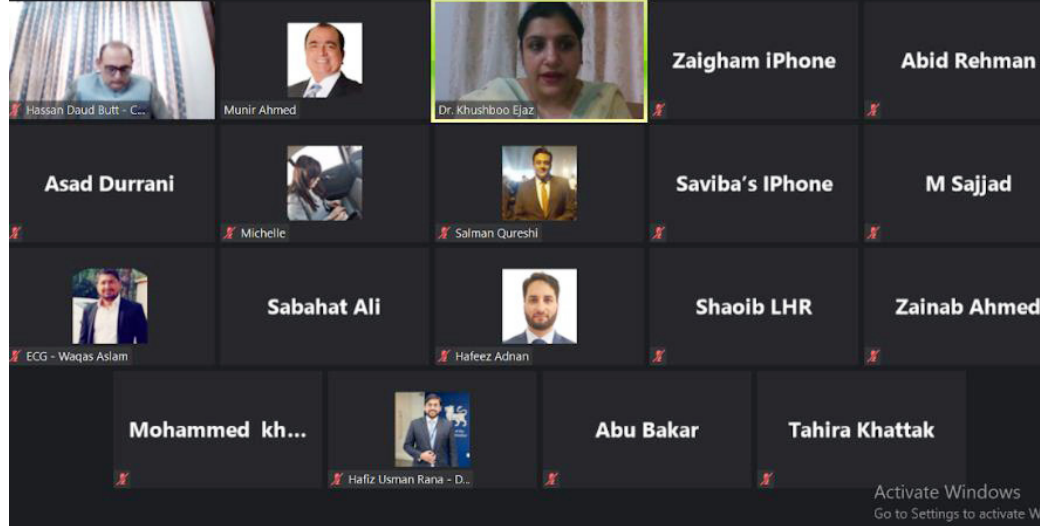 Hassan Daud Butt - C...
Munir Ahmed
Dr. Khushboo Ejaz
Zaigham iPhone
Abid Rehman
Asad Durrani
Michelle
Salman Qureshi
Saviba's IPhone
M Sajjad
ECG - Waqas Aslam
Sabahat Ali
Hafeez Adnan
Shaoib LHR
Zainab Ahmed
Mohammed kh...
Hafiz Usman Rana - D...
Abu Bakar
Tahira Khattak
Activate Windows
Go to Settings to activate W